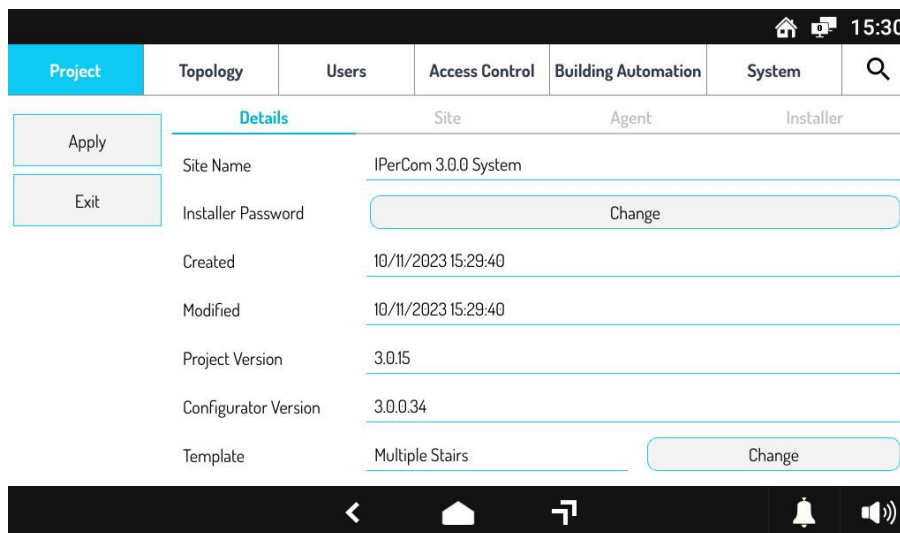 15:30
Project Topology Users Access Control Building Automation System
Apply
Exit
Details Site Agent Installer
Site Name IPerCom 3.0.0 System
Installer Password Change
Created 10/11/2023 15:29:40
Modified 10/11/2023 15:29:40
Project Version 3.0.15
Configurator Version 3.0.0.34
Template Multiple Stairs Change